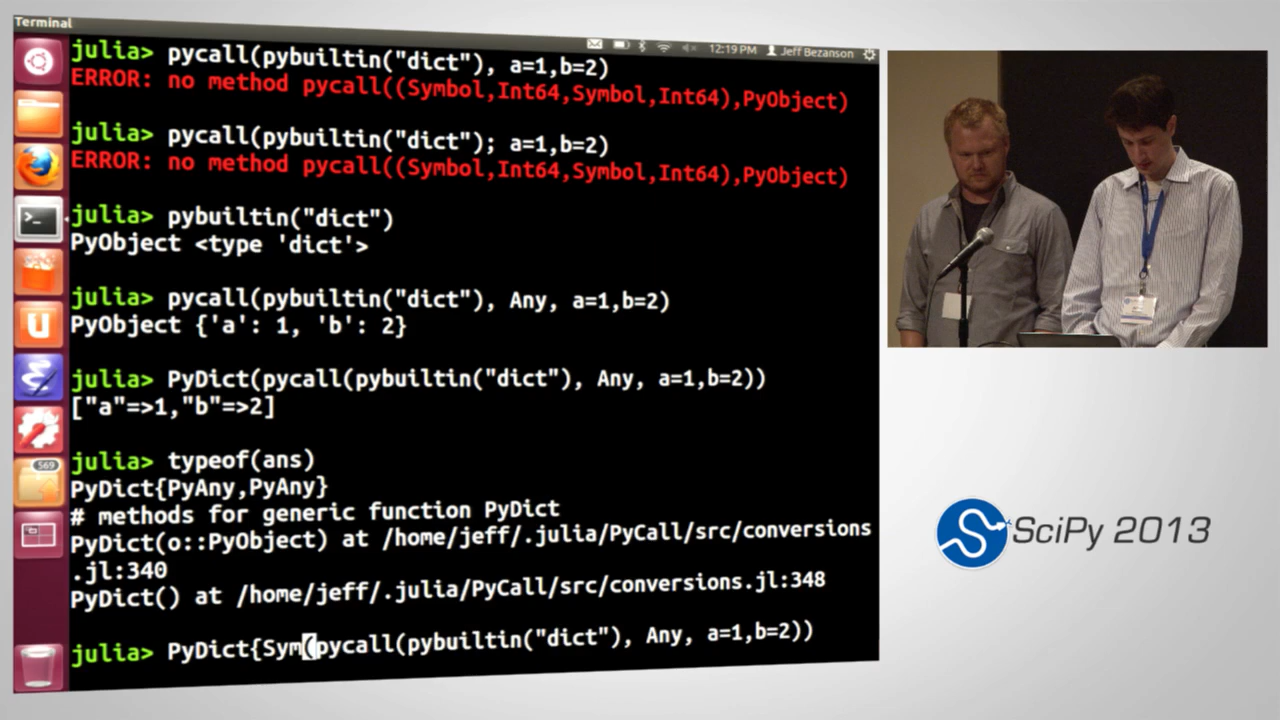 Terminal
12:19 PM Jeff Bezanson
julia> pycall(pybuiltin("dict"), a=1,b=2)
ERROR: no method pycall((Symbol,Int64,Symbol,Int64),PyObject)
julia> pycall(pybuiltin("dict"); a=1,b=2)
ERROR: no method pycall((Symbol,Int64,Symbol,Int64),PyObject)
julia> pybuiltin("dict")
PyObject <type 'dict'>
julia> pycall(pybuiltin("dict"), Any, a=1,b=2)
PyObject {'a': 1, 'b': 2}
julia> PyDict(pycall(pybuiltin("dict"), Any, a=1,b=2))
["a"=>1,"b"=>2]
julia> typeof(ans)
PyDict{PyAny,PyAny}
# methods for generic function PyDict
PyDict(o::PyObject) at /home/jeff/.julia/PyCall/src/conversions
.jl:340
PyDict() at /home/jeff/.julia/PyCall/src/conversions.jl:348
julia> PyDict{Sym(pycall(pybuiltin("dict"), Any, a=1,b=2))
569
SciPy 2013